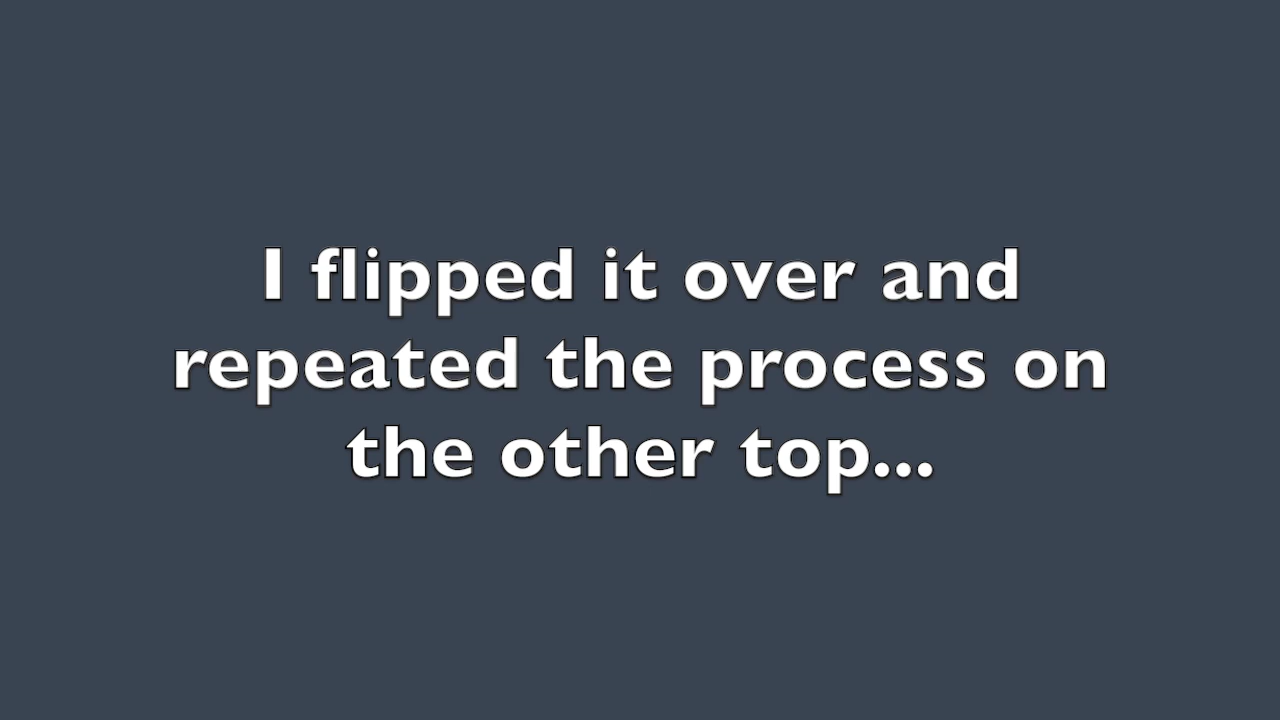 I flipped it over and
repeated the process on
the other top...